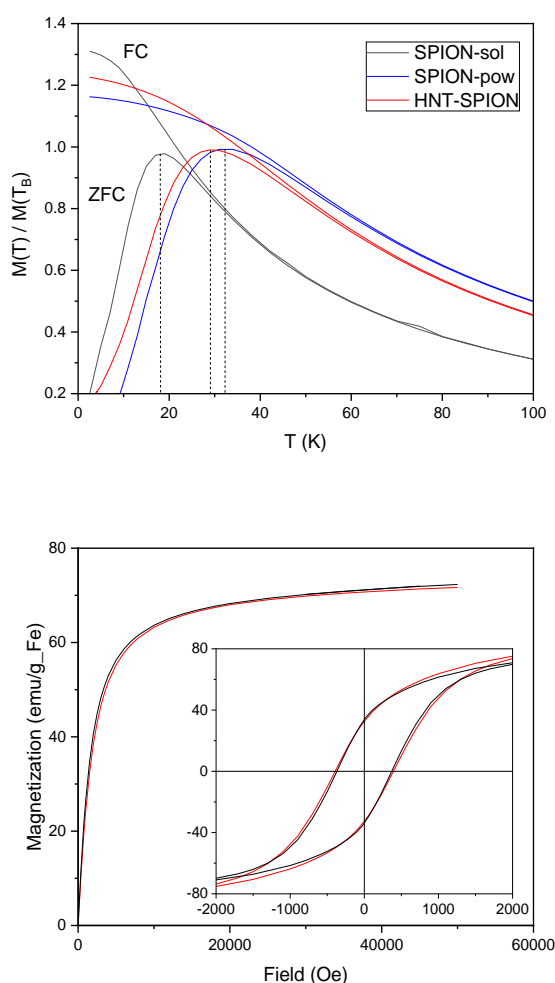 1.4
1.2
1.0
0.8
0.6
0.4
0.2
M(T) / M(T_B)
FC
ZFC
SPION-sol
SPION-pow
HNT-SPION
0 20 40 60 80 100
T (K)
80
60
40
20
0
Magnetization (emu/g_Fe)
80
40
0
-40
-80
-2000 -1000 0 1000 2000
0 20000 40000 60000
Field (Oe)